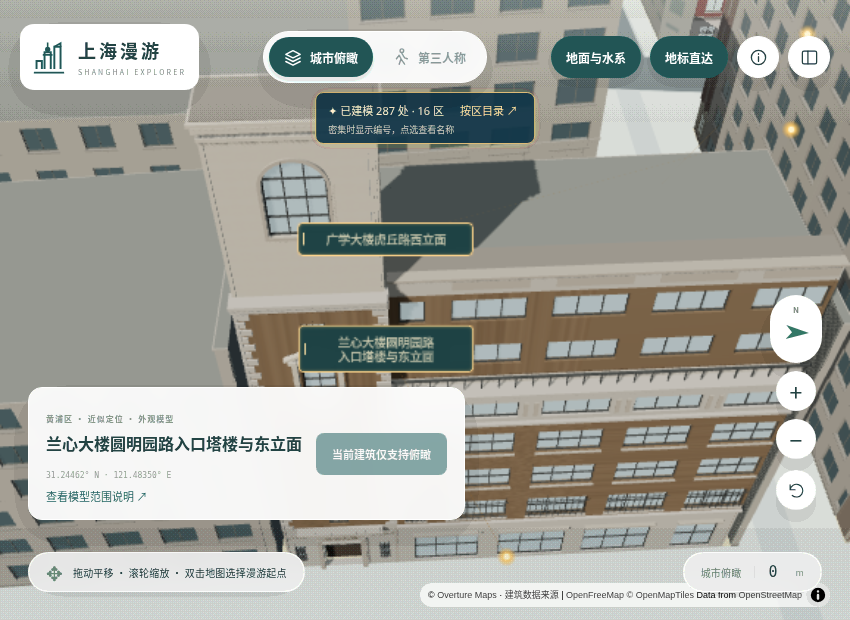 上海漫游
SHANGHAI EXPLORER
城市俯瞰
第三人称
地面与水系
地标直达
✦ 已建模 287 处 · 16 区 按区目录 ↗
密集时显示编号，点选查看名称
广学大楼虎丘路西立面
兰心大楼圆明园路
入口塔楼与东立面
N
黄浦区 · 近似定位 · 外观模型
兰心大楼圆明园路入口塔楼与东立面
当前建筑仅支持俯瞰
31.24462° N · 121.48350° E
查看模型范围说明 ↗
拖动平移 · 滚轮缩放 · 双击地图选择漫游起点
城市俯瞰 0 m
© Overture Maps · 建筑数据来源 | OpenFreeMap © OpenMapTiles Data from OpenStreetMap